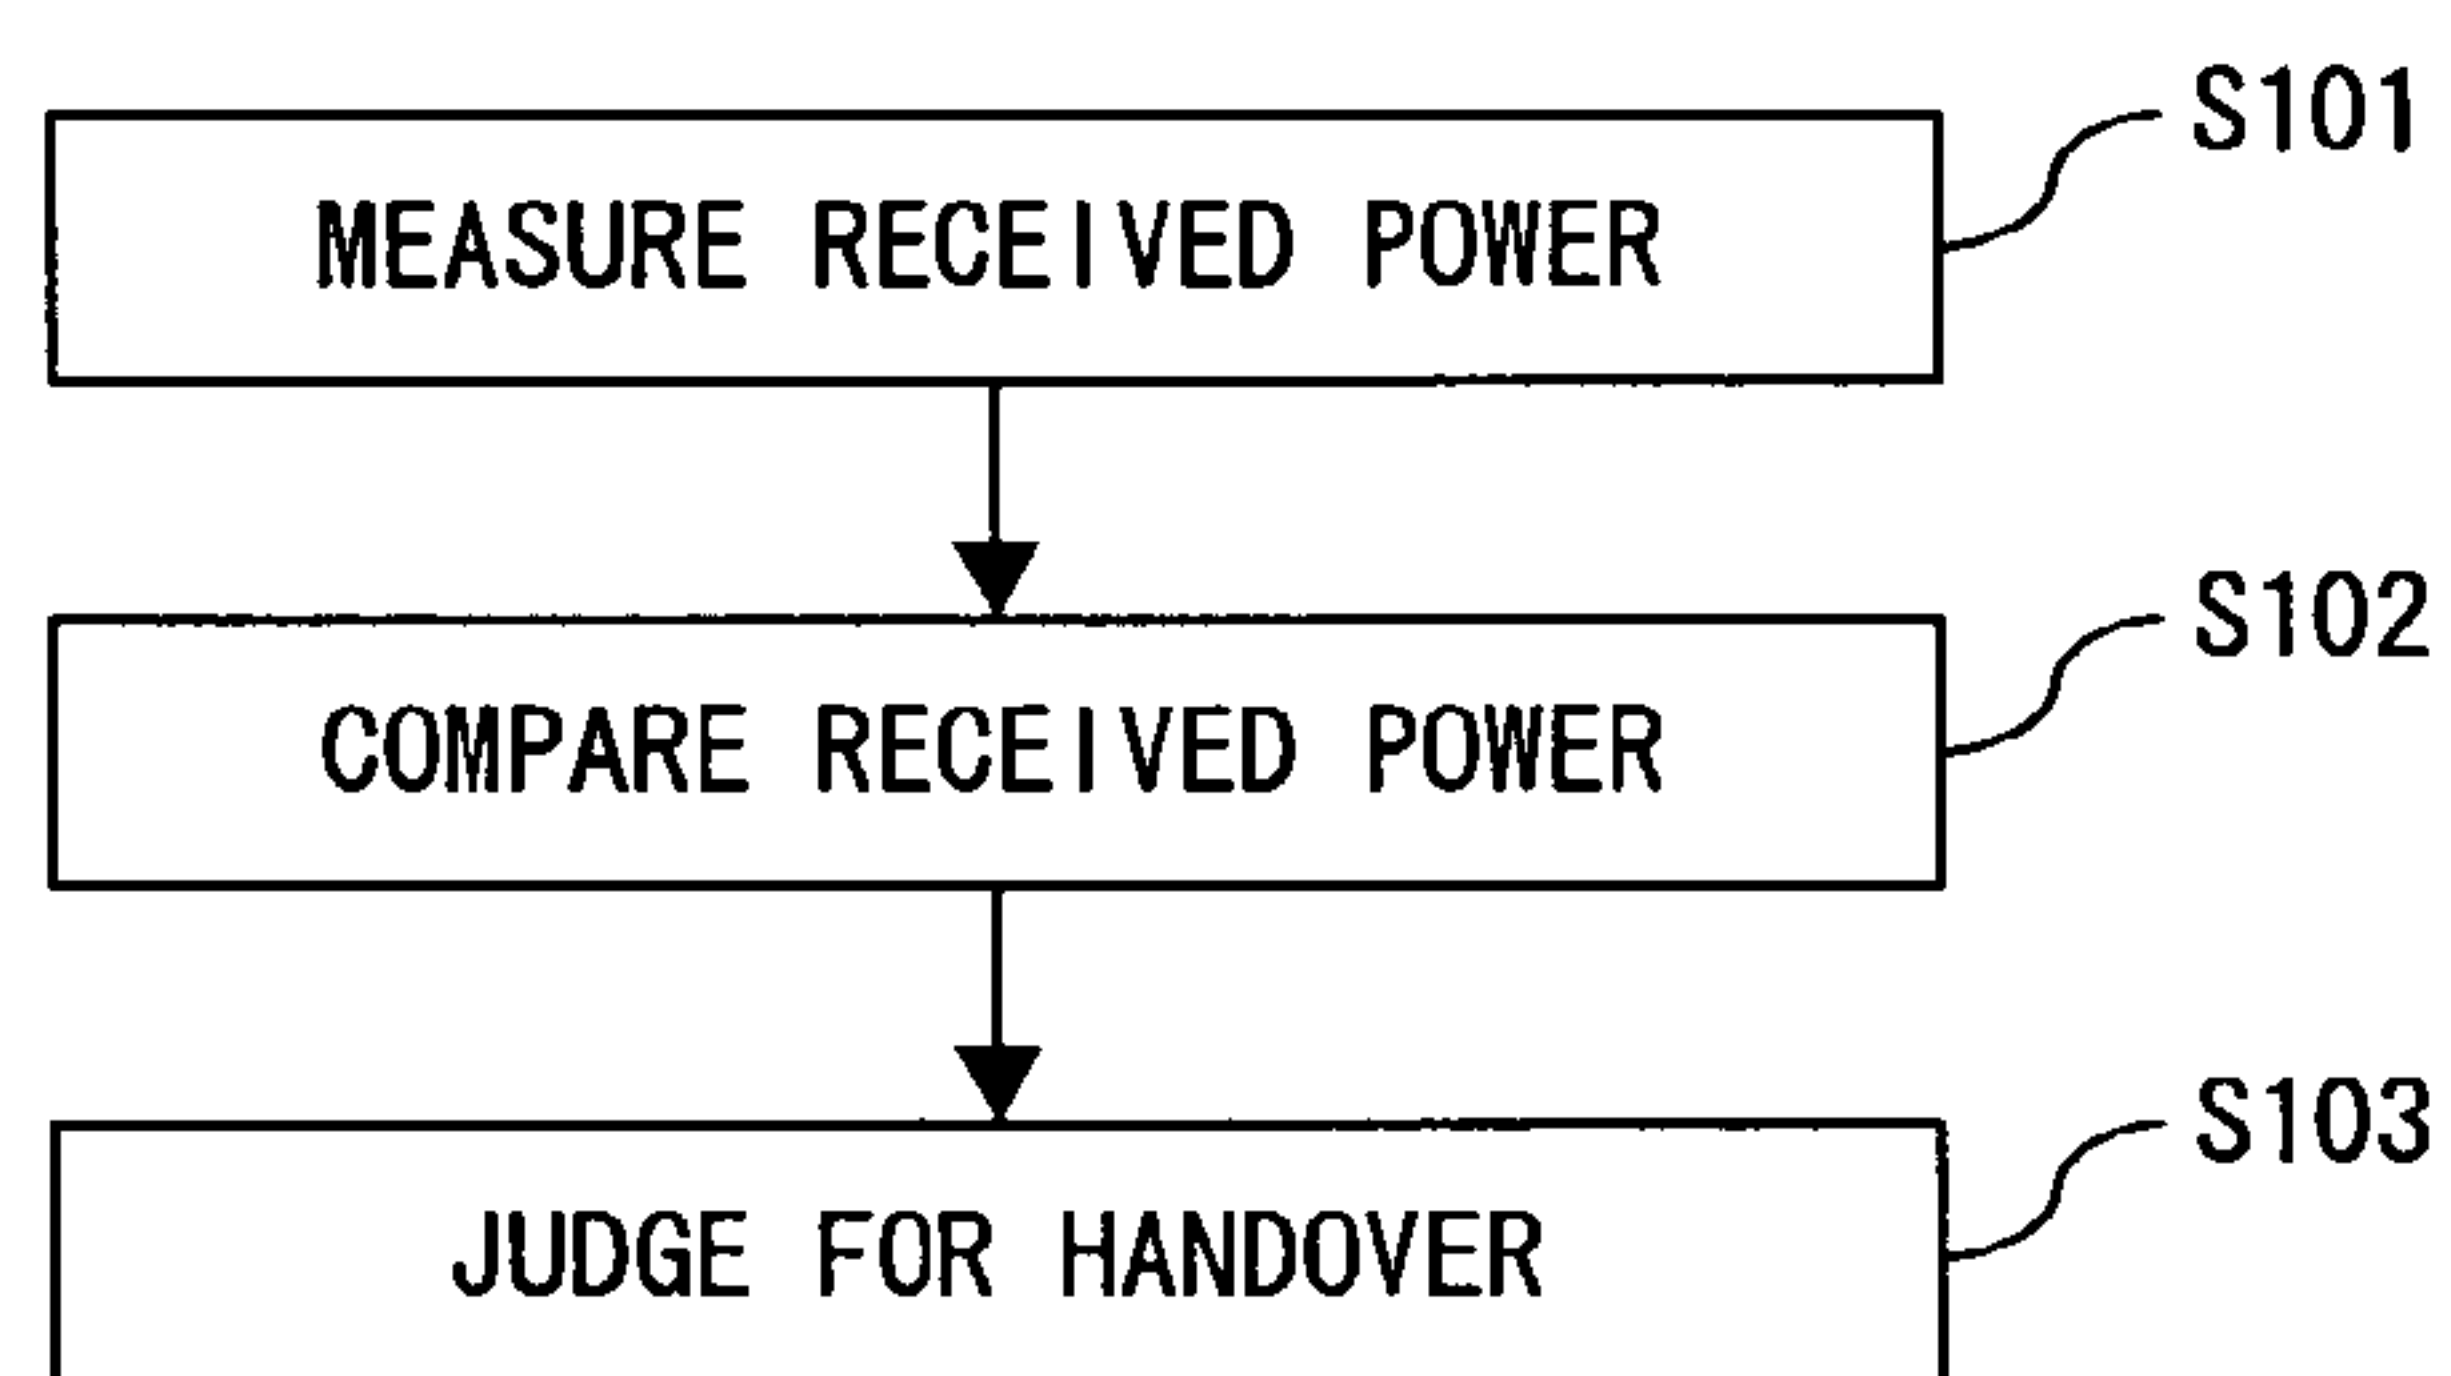 S101
MEASURE RECEIVED POWER
S102
COMPARE RECEIVED POWER
S103
JUDGE FOR HANDOVER